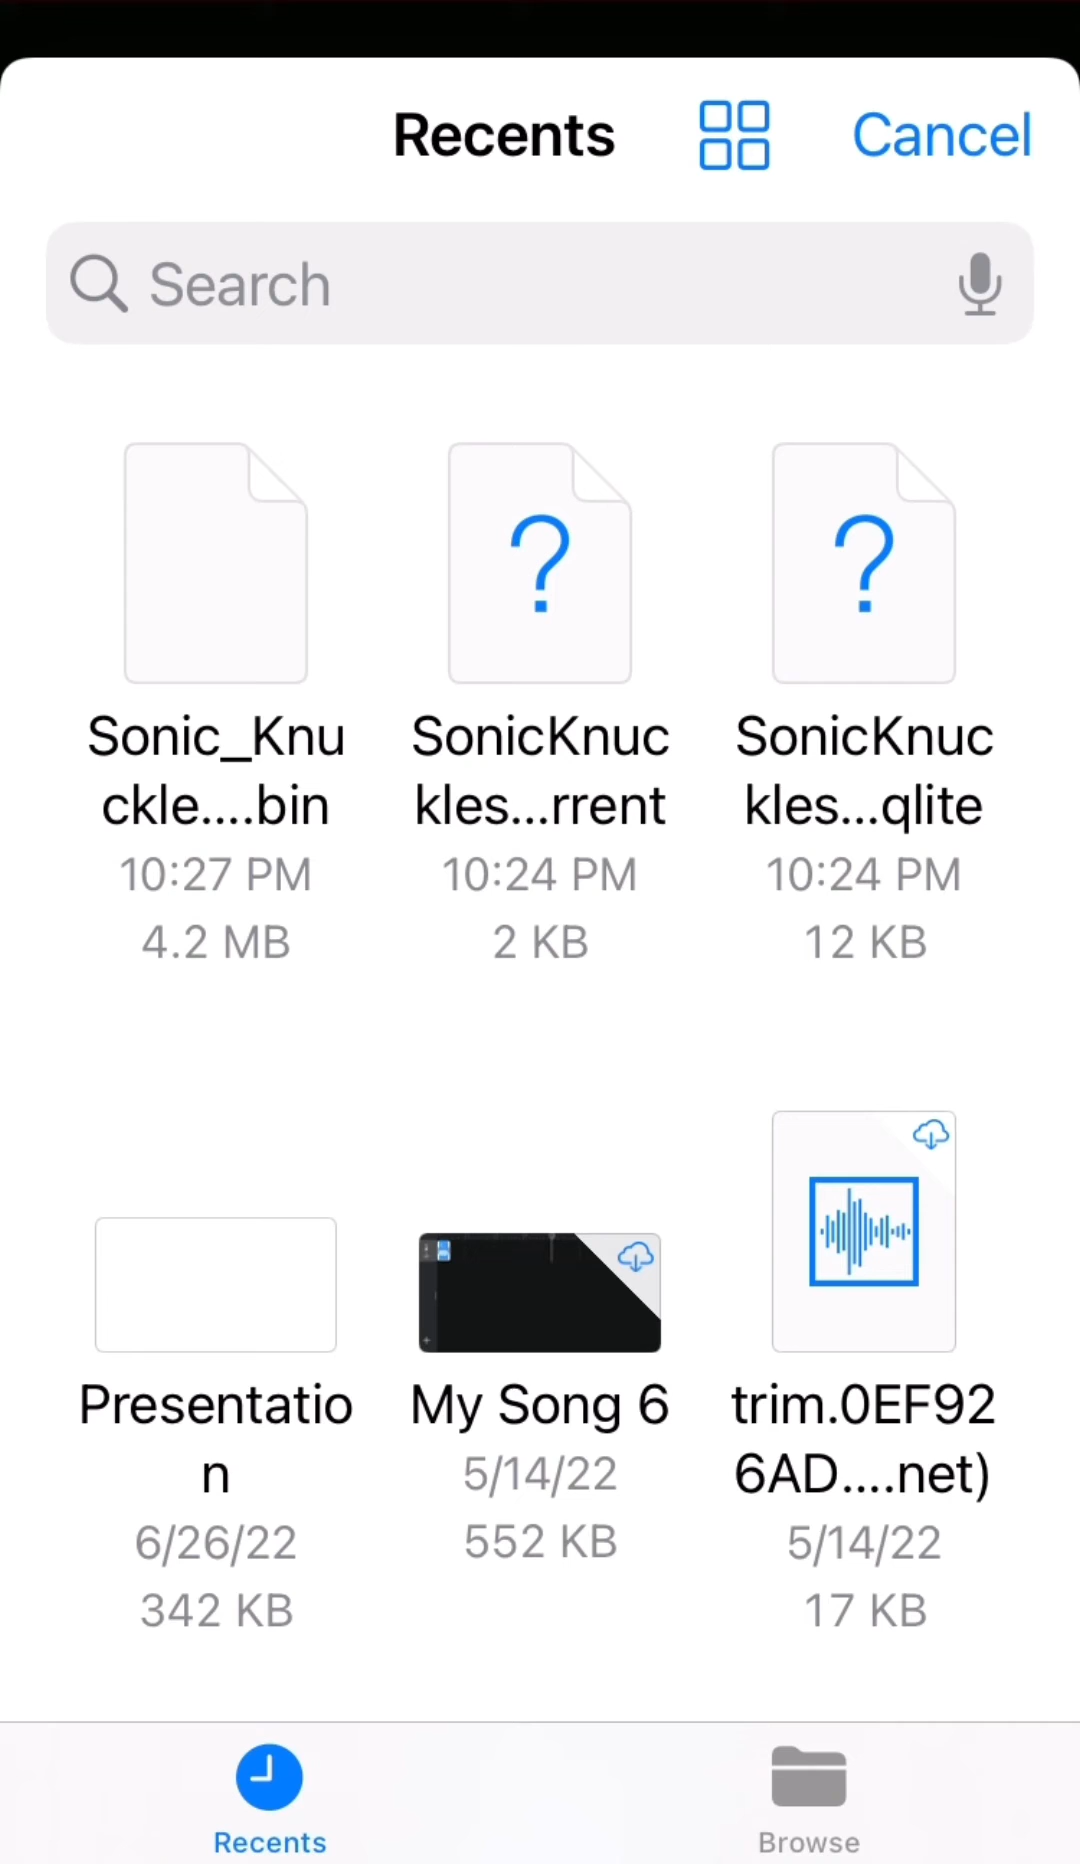 Recents
Cancel
Search
?
?
Sonic_Knu
ckle....bin
10:27 PM
4.2 MB
SonicKnuc
kles...rrent
10:24 PM
2 KB
SonicKnuc
kles...qlite
10:24 PM
12 KB
Presentatio
n
6/26/22
342 KB
My Song 6
5/14/22
552 KB
trim.0EF92
6AD....net)
5/14/22
17 KB
Recents
Browse